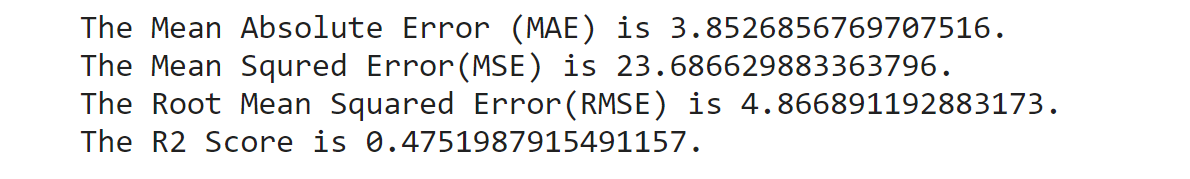 The Mean Absolute Error (MAE) is 3.8526856769707516.
The Mean Squred Error(MSE) is 23.686629883363796.
The Root Mean Squared Error(RMSE) is 4.866891192883173.
The R2 Score is 0.4751987915491157.